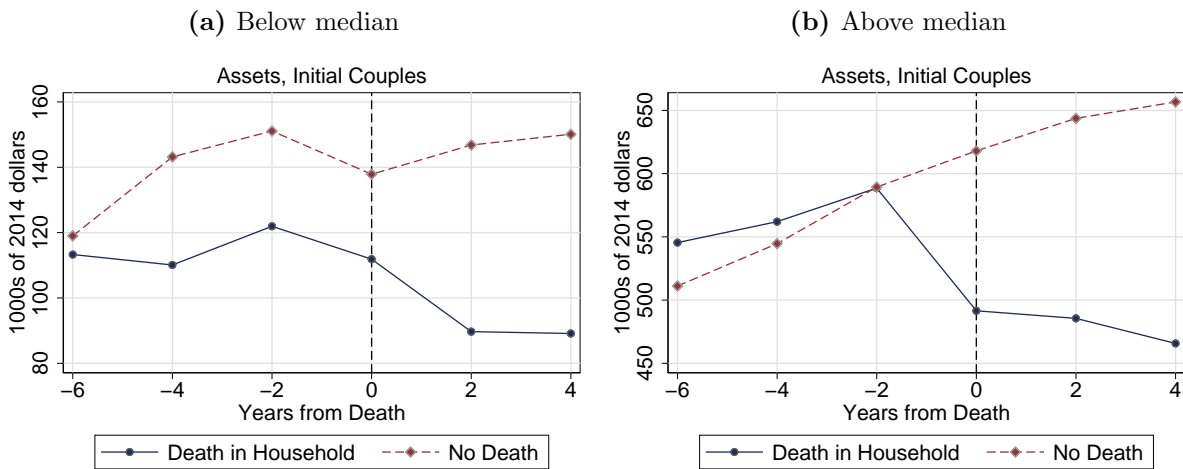 (a) Below median
Assets, Initial Couples
1000s of 2014 dollars
160
140
120
100
80
−6 −4 −2 0 2 4
Years from Death
Death in Household No Death
(b) Above median
Assets, Initial Couples
1000s of 2014 dollars
650
600
550
500
450
−6 −4 −2 0 2 4
Years from Death
Death in Household No Death